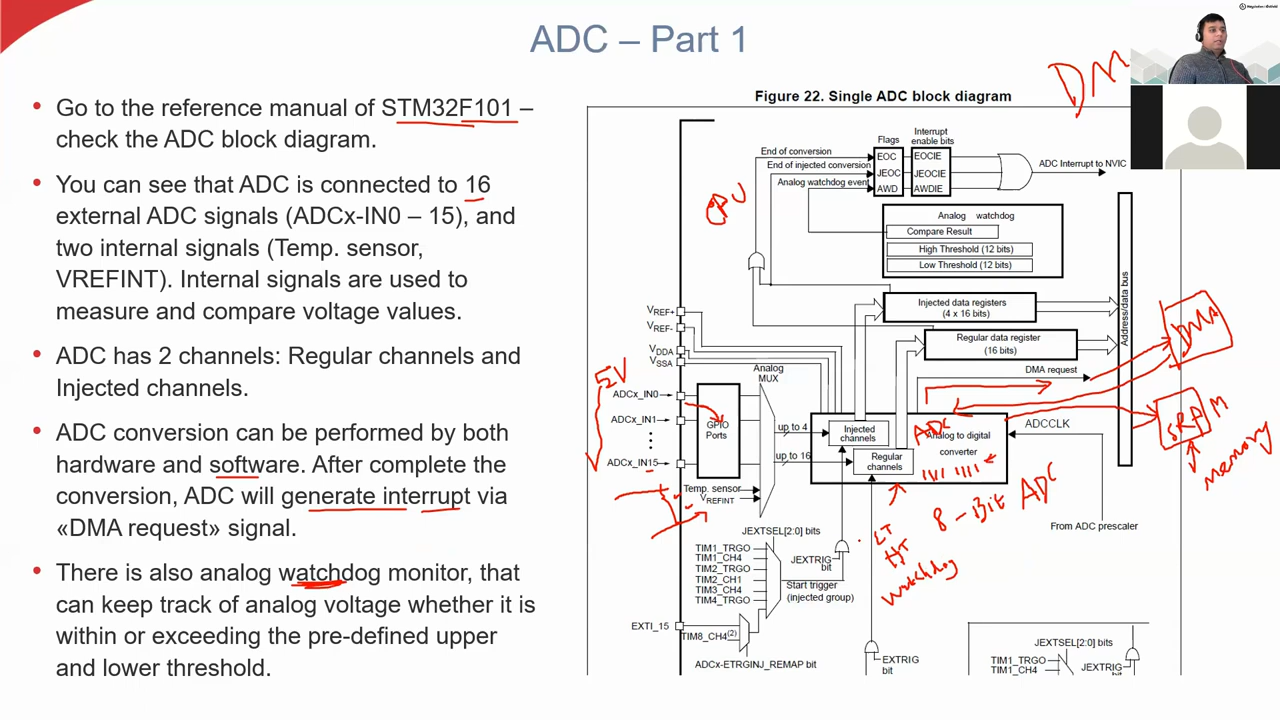 ADC – Part 1
• Go to the reference manual of STM32F101 –
check the ADC block diagram.
• You can see that ADC is connected to 16
external ADC signals (ADCx-IN0 – 15), and
two internal signals (Temp. sensor,
VREFINT). Internal signals are used to
measure and compare voltage values.
• ADC has 2 channels: Regular channels and
Injected channels.
• ADC conversion can be performed by both
hardware and software. After complete the
conversion, ADC will generate interrupt via
«DMA request» signal.
• There is also analog watchdog monitor, that
can keep track of analog voltage whether it is
within or exceeding the pre-defined upper
and lower threshold.
DM
Figure 22. Single ADC block diagram
Flags
Interrupt
enable bits
End of conversion
EOC
EOCIE
End of injected conversion
JEOC
JEOCIE
ADC Interrupt to NVIC
Analog watchdog event
AWD
AWDIE
CPU
Analog watchdog
Compare Result
High Threshold (12 bits)
Low Threshold (12 bits)
Address/data bus
Injected data registers
(4 x 16 bits)
Regular data register
(16 bits)
VREF+
VREF-
VDDA
VSSA
DMA
DMA request
Analog
MUX
5V
ADCx_IN0
ADCx_IN1
ADCx_IN15
GPIO
Ports
up to 4
up to 16
Injected
channels
Regular
channels
ADC
Analog to digital
converter
ADCCLK
SRAM
memory
Temp. sensor
VREFINT
8-Bit ADC
From ADC prescaler
LT
HT
watchdog
JEXTSEL[2:0] bits
TIM1_TRGO
TIM1_CH4
TIM2_TRGO
TIM2_CH1
TIM3_CH4
TIM4_TRGO
JEXTRIG
bit
Start trigger
(injected group)
EXTI_15
TIM8_CH4(2)
ADCx-ETRGINJ_REMAP bit
EXTRIG
bit
JEXTSEL[2:0] bits
TIM1_TRGO
TIM1_CH4
JEXTRIG
bit